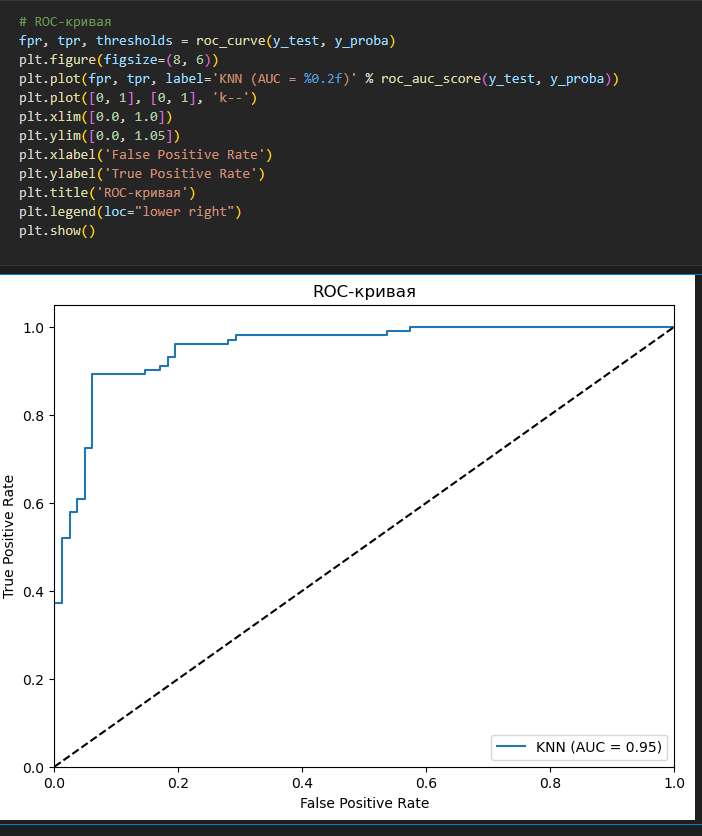 # ROC-кривая
fpr, tpr, thresholds = roc_curve(y_test, y_proba)
plt.figure(figsize=(8, 6))
plt.plot(fpr, tpr, label='KNN (AUC = %0.2f)' % roc_auc_score(y_test, y_proba))
plt.plot([0, 1], [0, 1], 'k--')
plt.xlim([0.0, 1.0])
plt.ylim([0.0, 1.05])
plt.xlabel('False Positive Rate')
plt.ylabel('True Positive Rate')
plt.title('ROC-кривая')
plt.legend(loc="lower right")
plt.show()
ROC-кривая
1.0
0.8
0.6
0.4
0.2
0.0
True Positive Rate
KNN (AUC = 0.95)
0.0 0.2 0.4 0.6 0.8 1.0
False Positive Rate